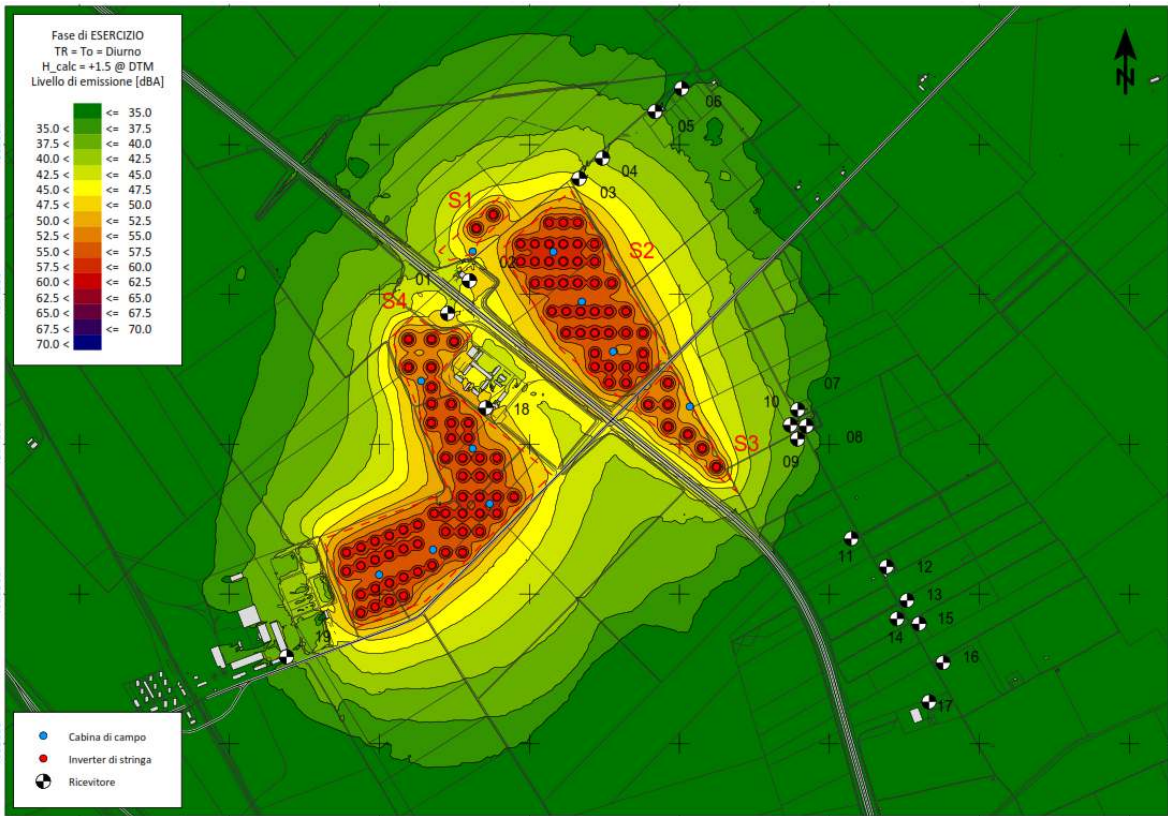 Fase di ESERCIZIO
TR = To = Diurno
H_calc = +1.5 @ DTM
Livello di emissione [dBA]
<= 35.0
35.0 < <= 37.5
37.5 < <= 40.0
40.0 < <= 42.5
42.5 < <= 45.0
45.0 < <= 47.5
47.5 < <= 50.0
50.0 < <= 52.5
52.5 < <= 55.0
55.0 < <= 57.5
57.5 < <= 60.0
60.0 < <= 62.5
62.5 < <= 65.0
65.0 < <= 67.5
67.5 < <= 70.0
70.0 <
N
06
05
04
03
S1
S2
02
01
S4
07
10
18
08
S3
09
11
12
13
15
14
19
16
17
Cabina di campo
Inverter di stringa
Ricevitore